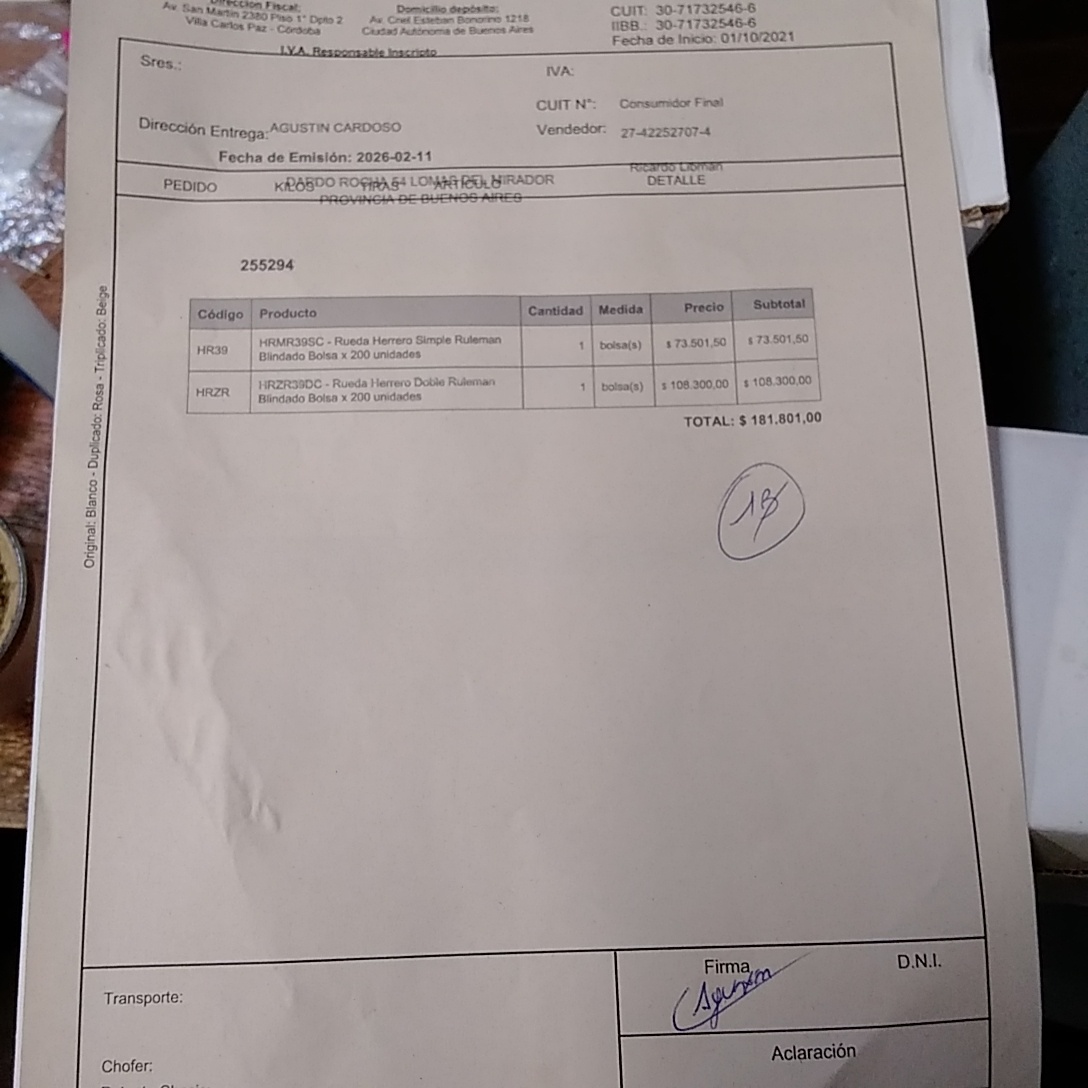 Dirección Fiscal:
Av. San Martín 2380 Piso 1° Dpto 2
Villa Carlos Paz - Córdoba
Domicilio depósito:
Av. Cnel.Esteban Bonorino 1218
Ciudad Autónoma de Buenos Aires
CUIT: 30-71732546-6
IIBB.: 30-71732546-6
Fecha de Inicio: 01/10/2021
I.V.A. Responsable Inscripto
Sres.:
IVA:
CUIT N°: Consumidor Final
Dirección Entrega: AGUSTIN CARDOSO
Vendedor: 27-42252707-4
Fecha de Emisión: 2026-02-11
Ricardo Libman
PEDIDO KILOS TIRAS ARTICULO DETALLE
DARDO ROCHA 54 LOMAS DEL MIRADOR
PROVINCIA DE BUENOS AIRES
255294
Código Producto Cantidad Medida Precio Subtotal
HR39 HRMR39SC - Rueda Herrero Simple Ruleman Blindado Bolsa x 200 unidades 1 bolsa(s) $ 73.501,50 $ 73.501,50
HRZR HRZR39DC - Rueda Herrero Doble Ruleman Blindado Bolsa x 200 unidades 1 bolsa(s) $ 108.300,00 $ 108.300,00
TOTAL: $ 181.801,00
Original: Blanco - Duplicado: Rosa - Triplicado: Beige
Firma
D.N.I.
Transporte:
Aclaración
Chofer: